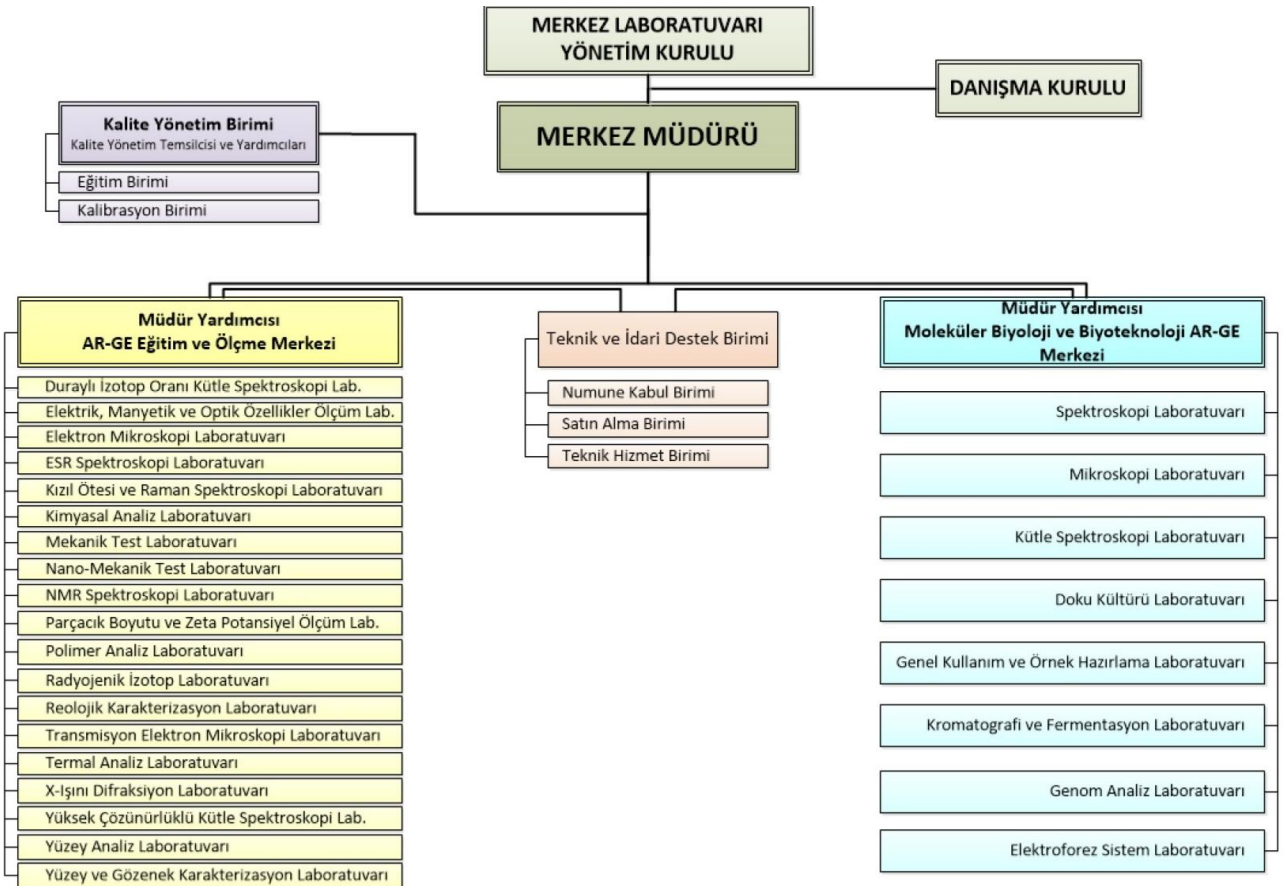 MERKEZ LABORATUVARI
YÖNETİM KURULU
DANIŞMA KURULU
MERKEZ MÜDÜRÜ
Kalite Yönetim Birimi
Kalite Yönetim Temsilcisi ve Yardımcıları
Eğitim Birimi
Kalibrasyon Birimi
Müdür Yardımcısı
AR-GE Eğitim ve Ölçme Merkezi
Duraylı İzotop Oranı Kütle Spektroskopi Lab.
Elektrik, Manyetik ve Optik Özellikler Ölçüm Lab.
Elektron Mikroskopi Laboratuvarı
ESR Spektroskopi Laboratuvarı
Kızıl Ötesi ve Raman Spektroskopi Laboratuvarı
Kimyasal Analiz Laboratuvarı
Mekanik Test Laboratuvarı
Nano-Mekanik Test Laboratuvarı
NMR Spektroskopi Laboratuvarı
Parçacık Boyutu ve Zeta Potansiyel Ölçüm Lab.
Polimer Analiz Laboratuvarı
Radyojenik İzotop Laboratuvarı
Reolojik Karakterizasyon Laboratuvarı
Transmisyon Elektron Mikroskopi Laboratuvarı
Termal Analiz Laboratuvarı
X-Işını Difraksiyon Laboratuvarı
Yüksek Çözünürlüklü Kütle Spektroskopi Lab.
Yüzey Analiz Laboratuvarı
Yüzey ve Gözenek Karakterizasyon Laboratuvarı
Teknik ve İdari Destek Birimi
Numune Kabul Birimi
Satın Alma Birimi
Teknik Hizmet Birimi
Müdür Yardımcısı
Moleküler Biyoloji ve Biyoteknoloji AR-GE
Merkezi
Spektroskopi Laboratuvarı
Mikroskopi Laboratuvarı
Kütle Spektroskopi Laboratuvarı
Doku Kültürü Laboratuvarı
Genel Kullanım ve Örnek Hazırlama Laboratuvarı
Kromatografi ve Fermentasyon Laboratuvarı
Genom Analiz Laboratuvarı
Elektroforez Sistem Laboratuvarı